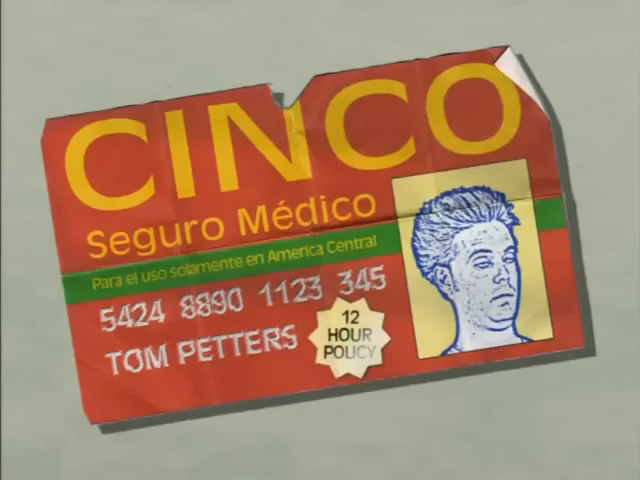 CINCO
Seguro Médico
Para el uso solamente en America Central
5424 8890 1123 345
TOM PETTERS
12
HOUR
POLICY